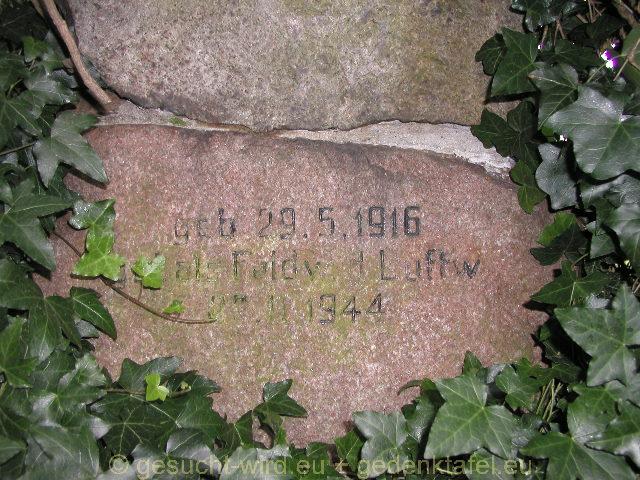 geb 29.5.1916
als Feldw d Luftw
1944
© gesucht-wird.eu + gedenktafel.eu